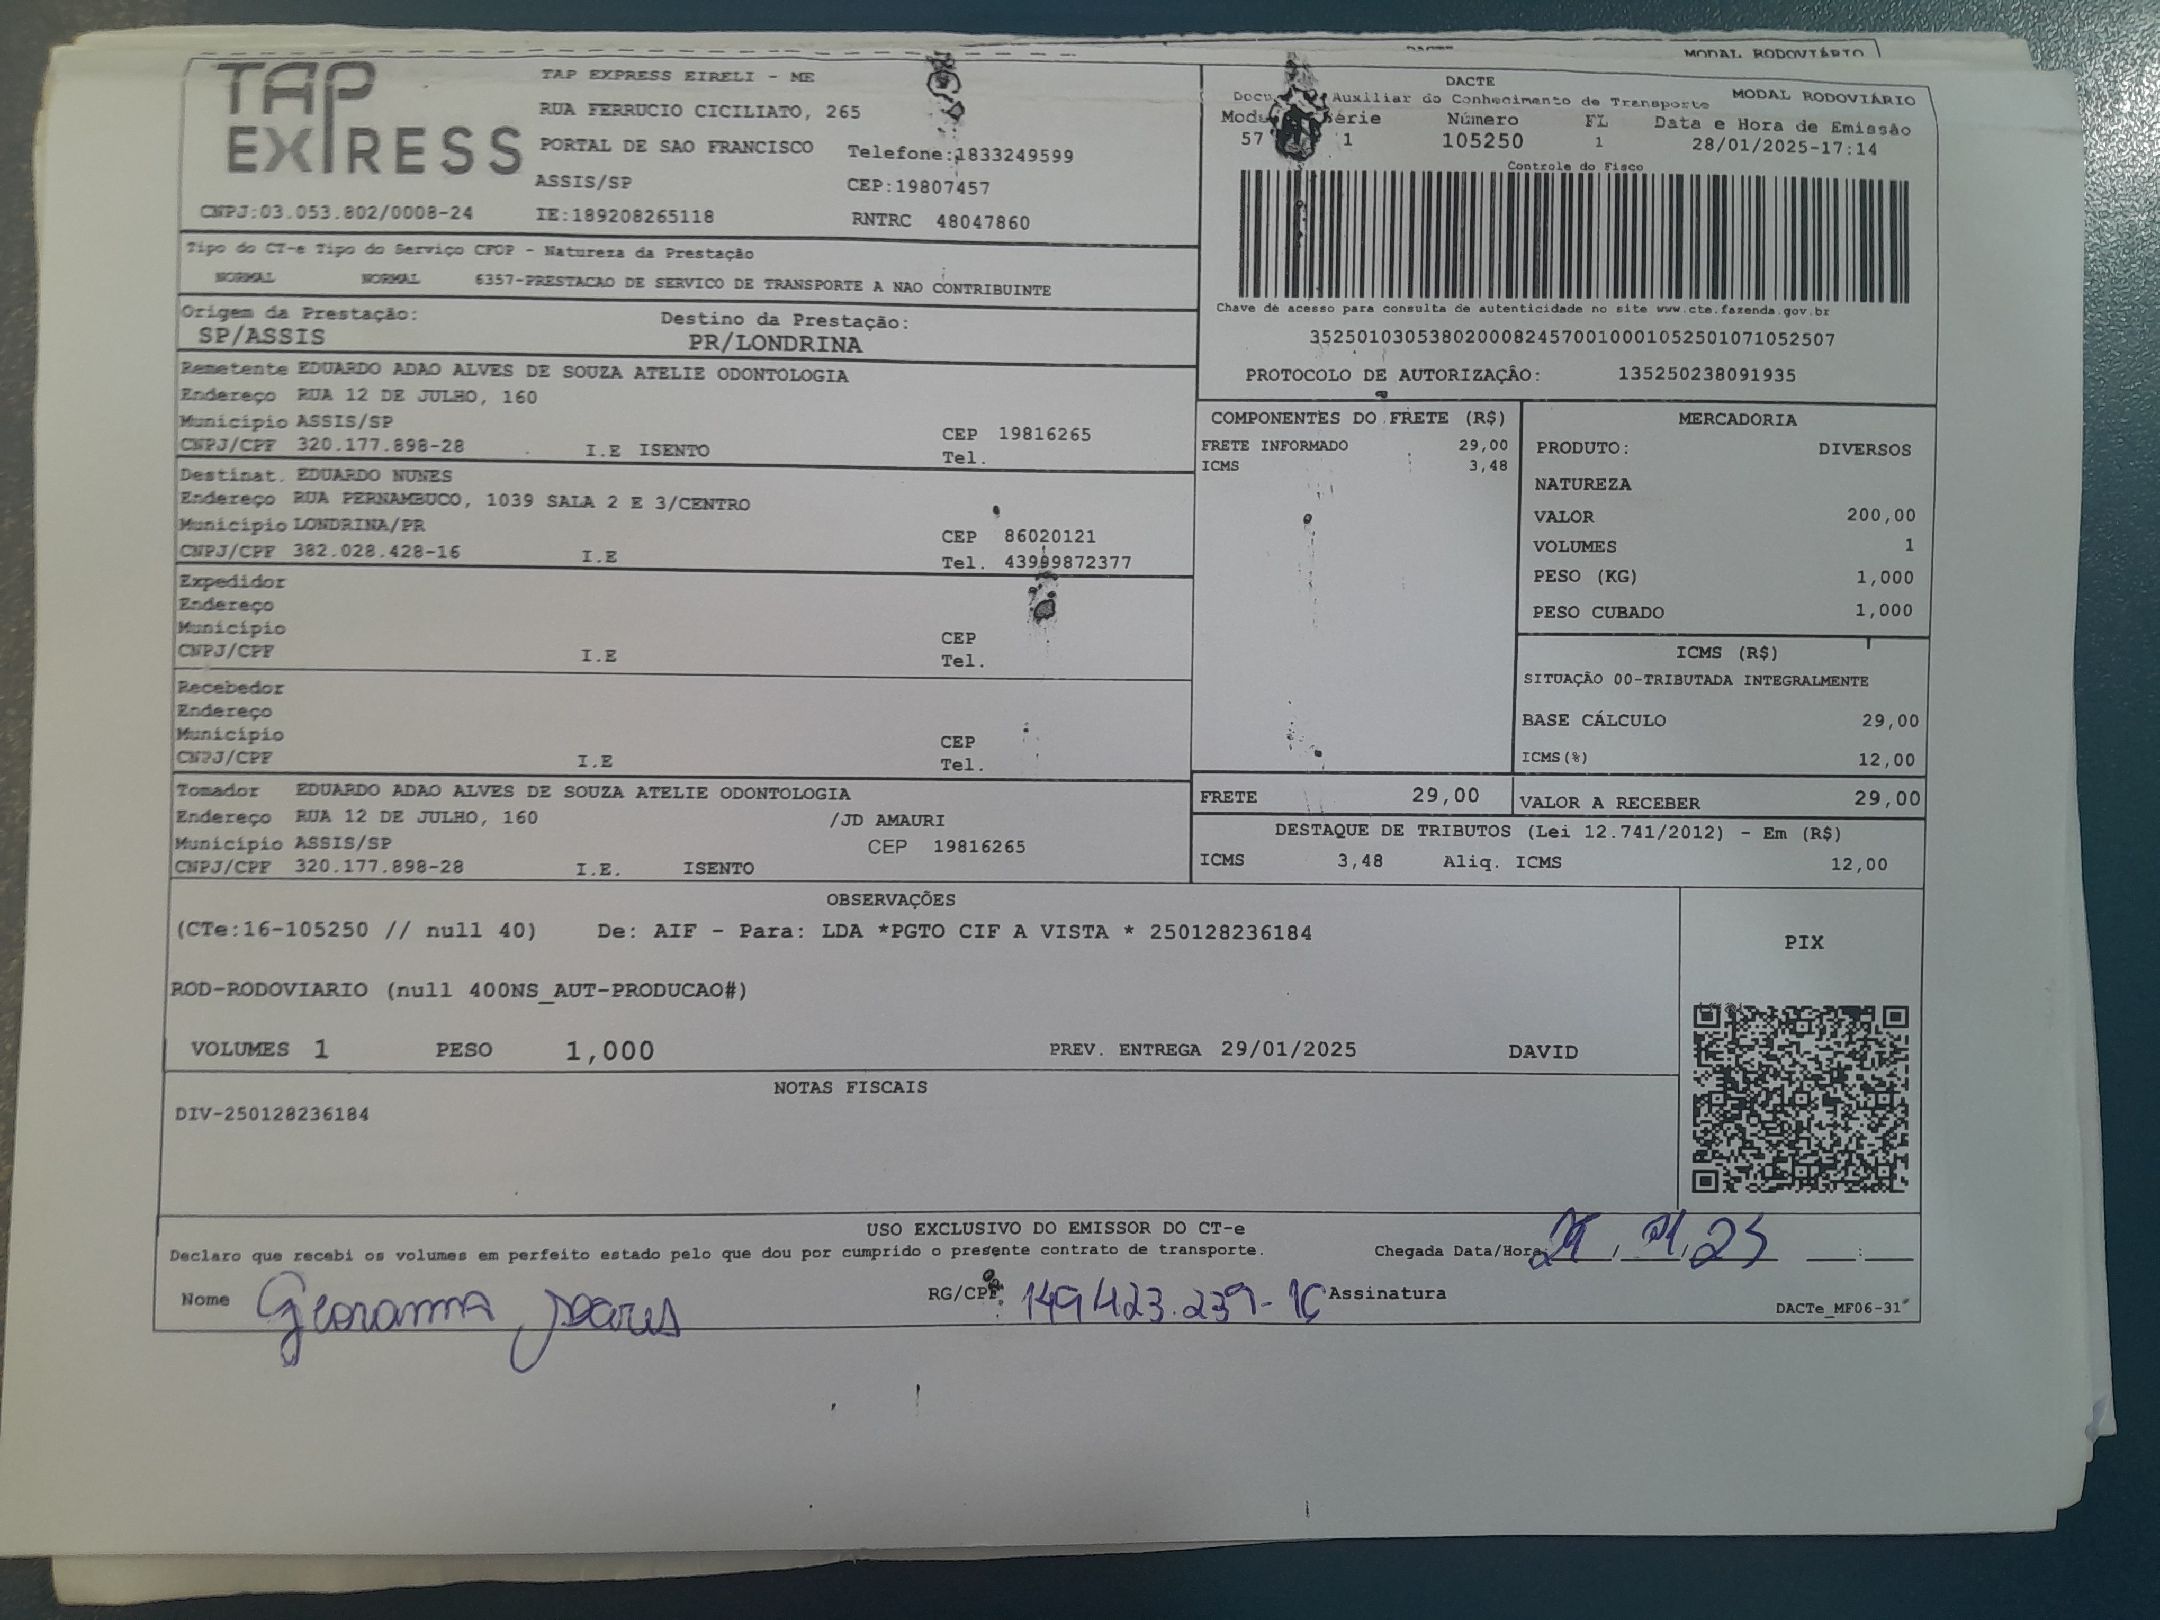 MODAL RODOVIÁRIO
TAP EXPRESS
TAP EXPRESS EIRELI - ME
RUA FERRUCIO CICILIATO, 265
PORTAL DE SAO FRANCISCO Telefone:1833249599
ASSIS/SP CEP:19807457
CNPJ:03.053.802/0008-24 IE:189208265118 RNTRC 48047860
DACTE
Auxiliar do Conhecimento de Transporte MODAL RODOVIÁRIO
Número FL Data e Hora de Emissão
57 1 105250 1 28/01/2025-17:14
Controle do Fisco
Chave de acesso para consulta de autenticidade no site www.cte.fazenda.gov.br
35250103053802000824570010001052501071052507
PROTOCOLO DE AUTORIZAÇÃO: 135250238091935
Tipo do CT-e Tipo do Serviço CFOP - Natureza da Prestação
NORMAL NORMAL 6357-PRESTACAO DE SERVICO DE TRANSPORTE A NAO CONTRIBUINTE
Origem da Prestação: Destino da Prestação:
SP/ASSIS PR/LONDRINA
Remetente EDUARDO ADAO ALVES DE SOUZA ATELIE ODONTOLOGIA
Endereço RUA 12 DE JULHO, 160
Município ASSIS/SP CEP 19816265
CNPJ/CPF 320.177.898-28 I.E ISENTO Tel.
Destinat. EDUARDO NUNES
Endereço RUA PERNAMBUCO, 1039 SALA 2 E 3/CENTRO
Município LONDRINA/PR CEP 86020121
CNPJ/CPF 382.028.428-16 I.E Tel. 43999872377
Expedidor
Endereço
Município CEP
CNPJ/CPF I.E Tel.
Recebedor
Endereço
Município CEP
CNPJ/CPF I.E Tel.
Tomador EDUARDO ADAO ALVES DE SOUZA ATELIE ODONTOLOGIA
Endereço RUA 12 DE JULHO, 160 /JD AMAURI
Município ASSIS/SP CEP 19816265
CNPJ/CPF 320.177.898-28 I.E. ISENTO
COMPONENTES DO FRETE (R$)
FRETE INFORMADO 29,00
ICMS 3,48
MERCADORIA
PRODUTO: DIVERSOS
NATUREZA
VALOR 200,00
VOLUMES 1
PESO (KG) 1,000
PESO CUBADO 1,000
ICMS (R$)
SITUAÇÃO 00-TRIBUTADA INTEGRALMENTE
BASE CÁLCULO 29,00
ICMS(%) 12,00
FRETE 29,00 VALOR A RECEBER 29,00
DESTAQUE DE TRIBUTOS (Lei 12.741/2012) - Em (R$)
ICMS 3,48 Aliq. ICMS 12,00
OBSERVAÇÕES
(CTe:16-105250 // null 40) De: AIF - Para: LDA *PGTO CIF A VISTA * 250128236184
ROD-RODOVIARIO (null 400NS_AUT-PRODUCAO#)
VOLUMES 1 PESO 1,000 PREV. ENTREGA 29/01/2025 DAVID
PIX
NOTAS FISCAIS
DIV-250128236184
USO EXCLUSIVO DO EMISSOR DO CT-e
Declaro que recebi os volumes em perfeito estado pelo que dou por cumprido o presente contrato de transporte. Chegada Data/Hora
Nome Geovanna Soares RG/CPF Assinatura
DACTe_MF06-31